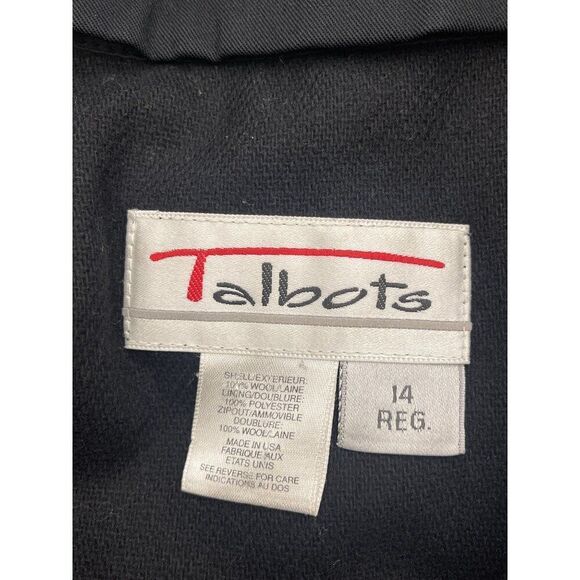 Talbots
SHELL/EXTERIEUR:
100% WOOL/LAINE
LINING/DOUBLURE:
100% POLYESTER
ZIPOUT/AMMOVIBLE
DOUBLURE:
100% WOOL/LAINE
MADE IN USA
FABRIQUE AUX
ETATS UNIS
SEE REVERSE FOR CARE
INDICATIONS AU DOS
14
REG.